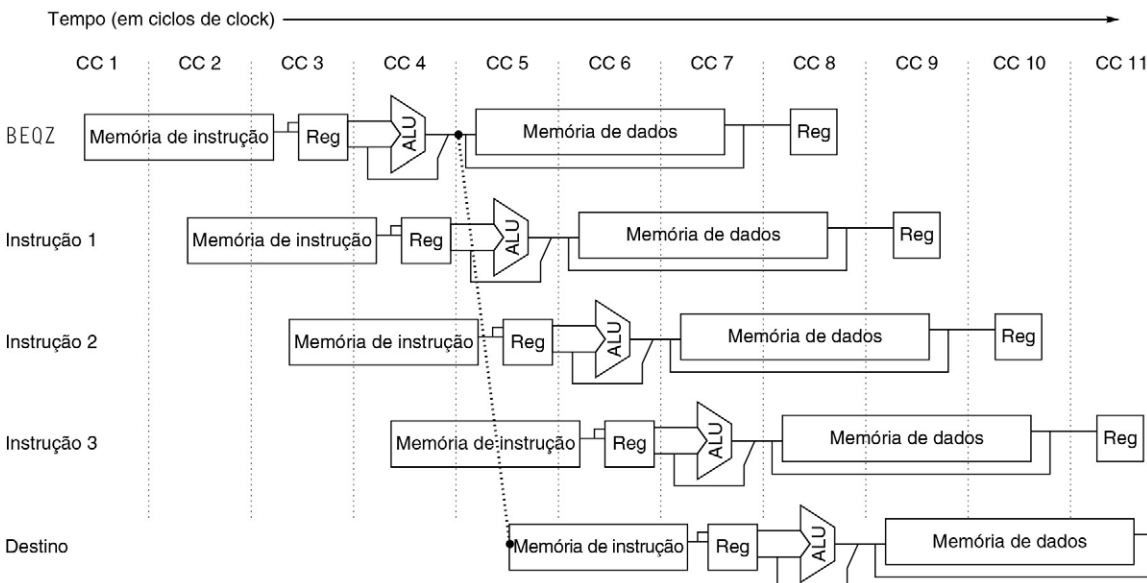 Tempo (em ciclos de clock)
CC 1 CC 2 CC 3 CC 4 CC 5 CC 6 CC 7 CC 8 CC 9 CC 10 CC 11
BEQZ Memória de instrução Reg ALU Memória de dados Reg
Instrução 1 Memória de instrução Reg ALU Memória de dados Reg
Instrução 2 Memória de instrução Reg ALU Memória de dados Reg
Instrução 3 Memória de instrução Reg ALU Memória de dados Reg
Destino Memória de instrução Reg ALU Memória de dados